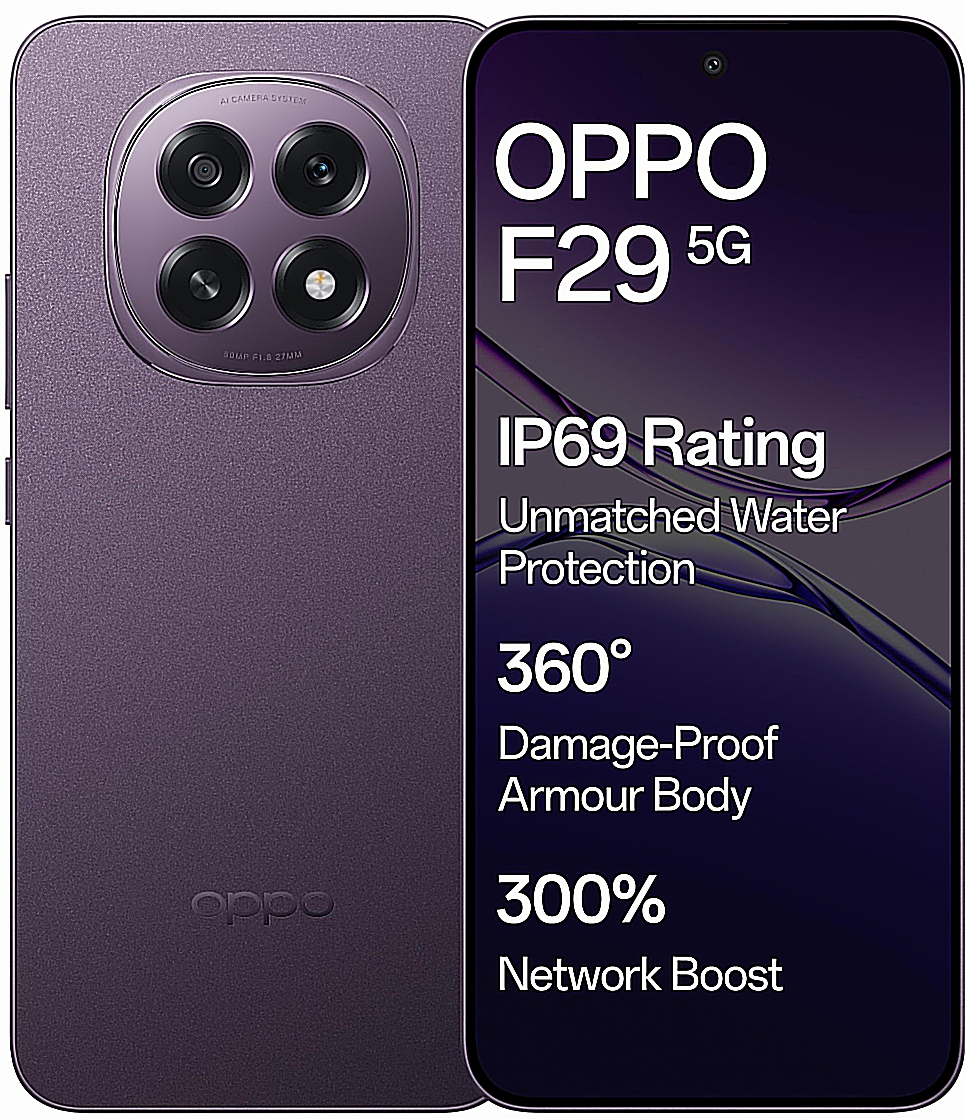 AI CAMERA SYSTEM
50MP F1.8 27MM
oppo
OPPO
F29 5G
IP69 Rating
Unmatched Water
Protection
360°
Damage-Proof
Armour Body
300%
Network Boost